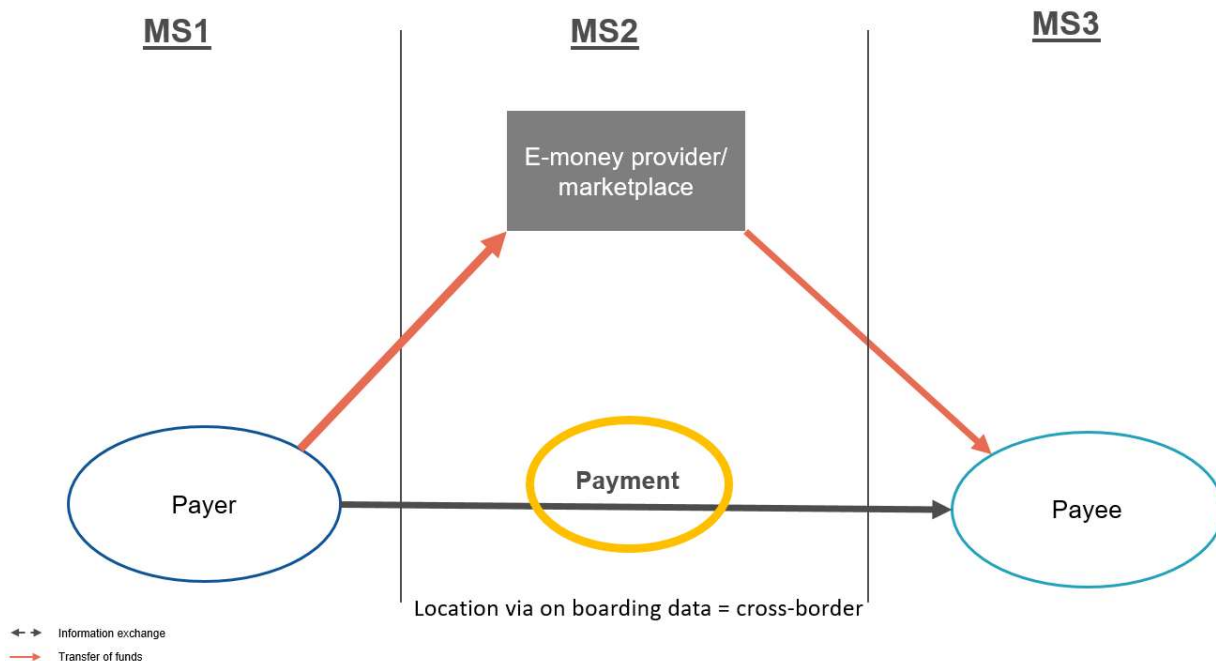 MS1
MS2
MS3
E-money provider/
marketplace
Payment
Payer
Payee
Location via on boarding data = cross-border
Information exchange
Transfer of funds